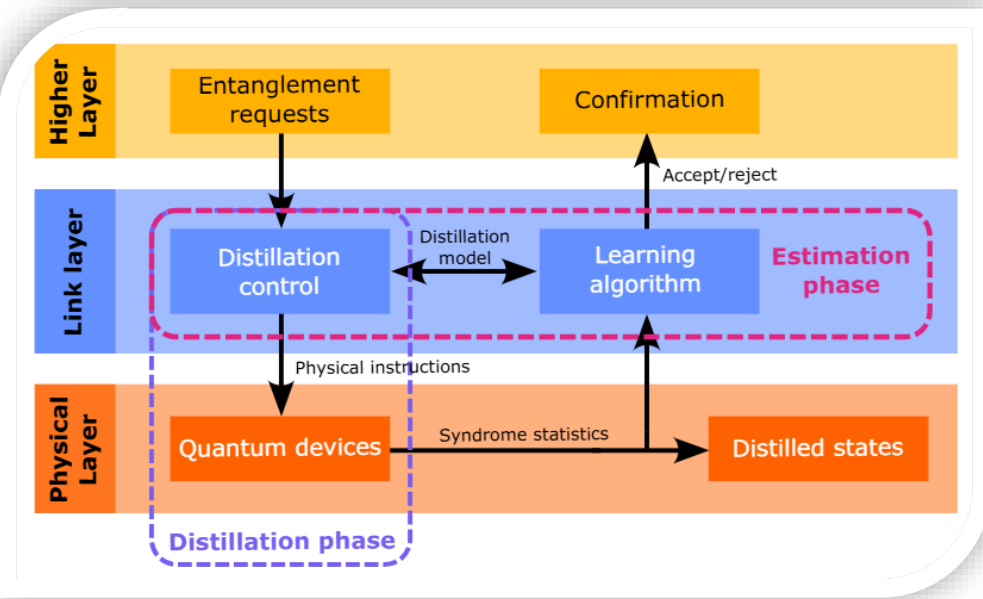 Higher
Layer
Entanglement
requests
Confirmation
Accept/reject
Link layer
Distillation
control
Distillation
model
Learning
algorithm
Estimation
phase
Physical instructions
Physical
Layer
Quantum devices
Syndrome statistics
Distilled states
Distillation phase